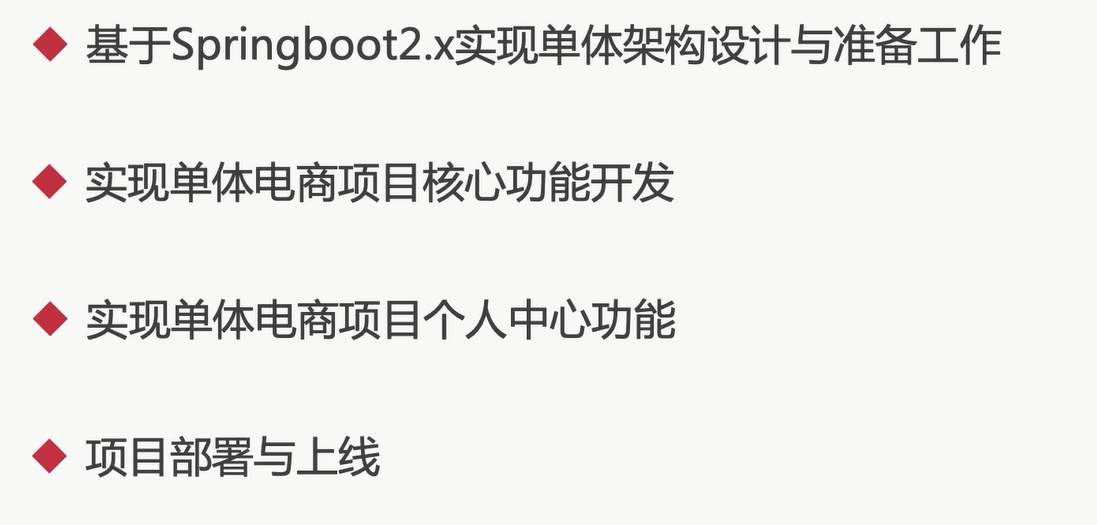 基于Springboot2.x实现单体架构设计与准备工作
实现单体电商项目核心功能开发
实现单体电商项目个人中心功能
项目部署与上线